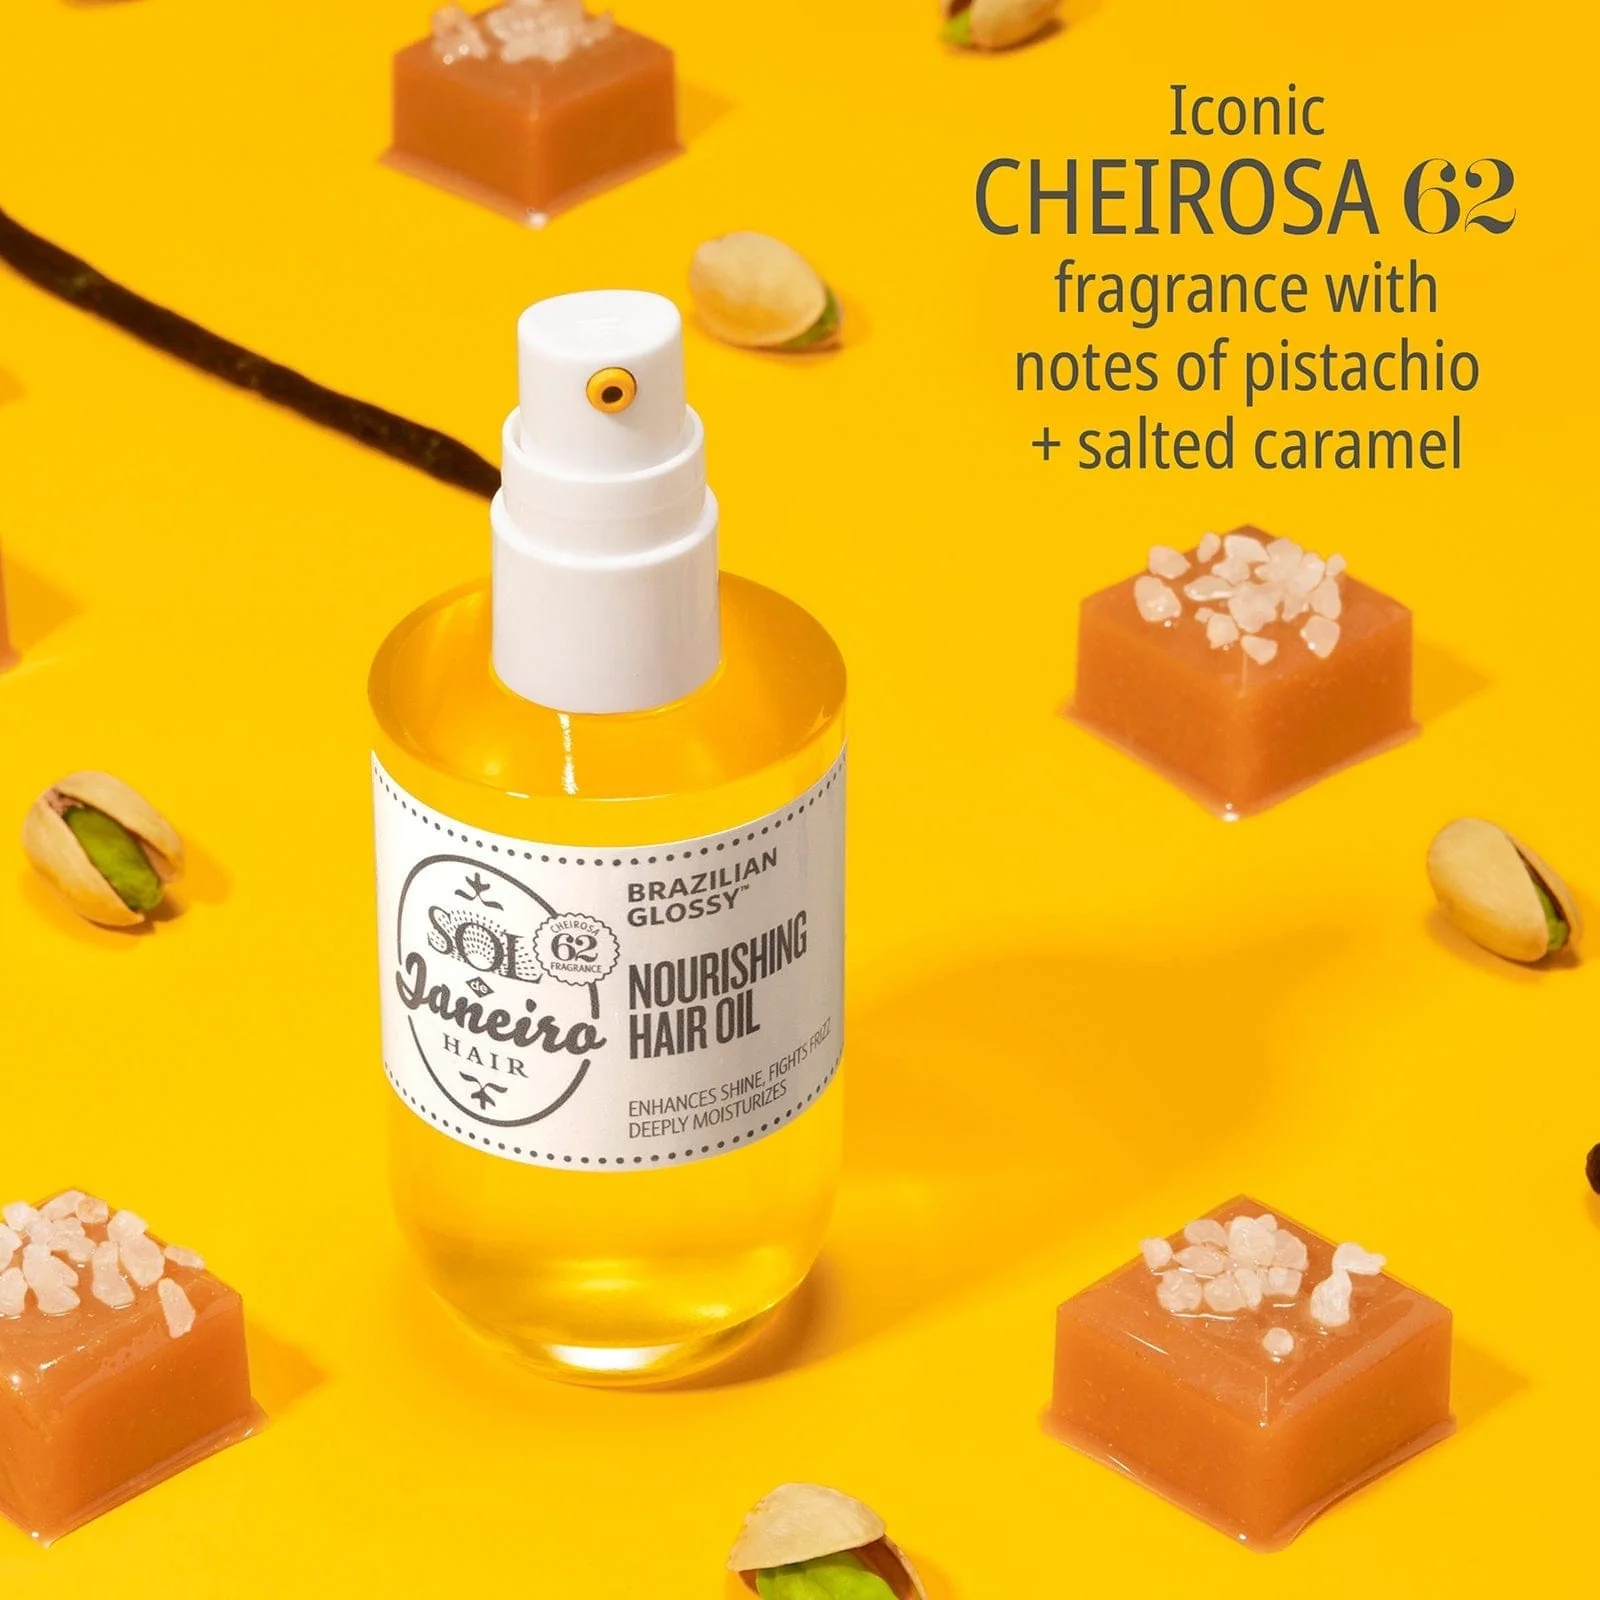 Iconic
CHEIROSA 62
fragrance with
notes of pistachio
+ salted caramel
SOL
de
Janeiro
HAIR
CHEIROSA
62
FRAGRANCE
BRAZILIAN
GLOSSY™
NOURISHING
HAIR OIL
ENHANCES SHINE, FIGHTS FRIZZ
DEEPLY MOISTURIZES